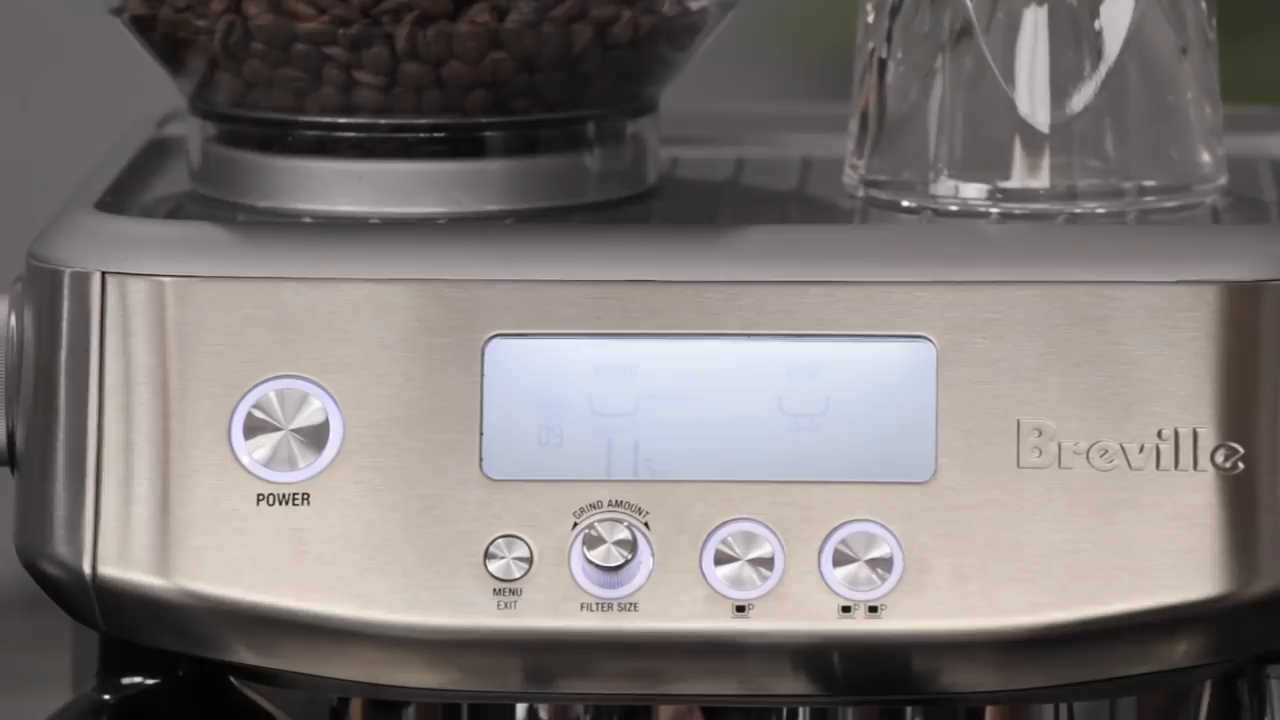 Breville
POWER
GRIND AMOUNT
MENU
EXIT
FILTER SIZE